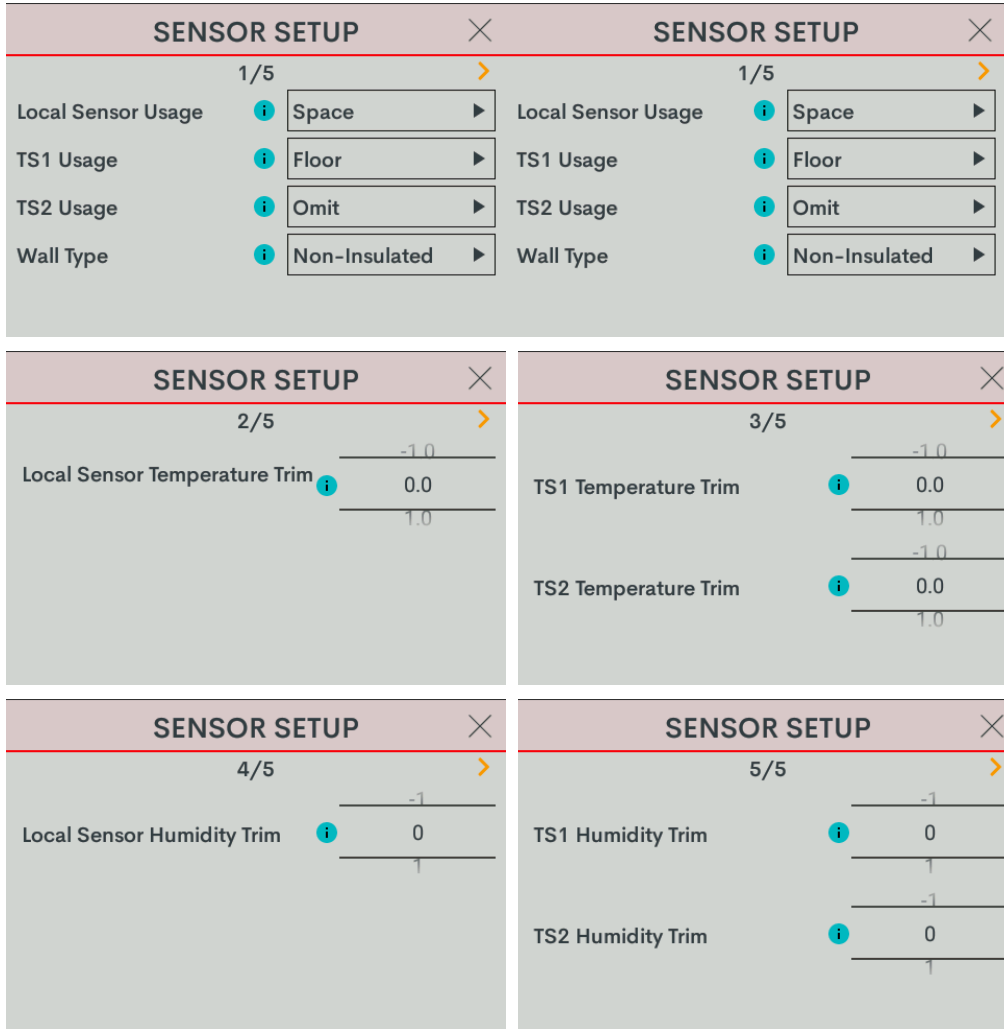 SENSOR SETUP
1/5
Local Sensor Usage i Space
TS1 Usage i Floor
TS2 Usage i Omit
Wall Type i Non-Insulated
SENSOR SETUP
1/5
Local Sensor Usage i Space
TS1 Usage i Floor
TS2 Usage i Omit
Wall Type i Non-Insulated
SENSOR SETUP
2/5
-1.0
Local Sensor Temperature Trim i 0.0
1.0
SENSOR SETUP
3/5
-1.0
TS1 Temperature Trim i 0.0
1.0
-1.0
TS2 Temperature Trim i 0.0
1.0
SENSOR SETUP
4/5
-1
Local Sensor Humidity Trim i 0
1
SENSOR SETUP
5/5
-1
TS1 Humidity Trim i 0
1
-1
TS2 Humidity Trim i 0
1